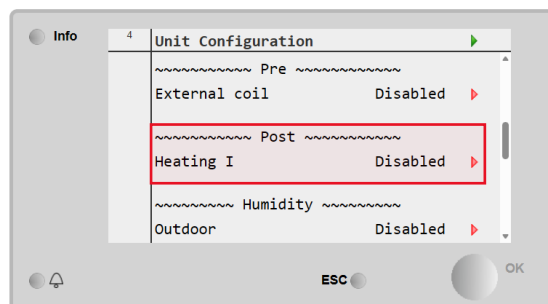 Info
4 Unit Configuration
~~~~~~~~~~~ Pre ~~~~~~~~~~~~
External coil Disabled
~~~~~~~~~~~ Post ~~~~~~~~~~~
Heating I Disabled
~~~~~~~~~ Humidity ~~~~~~~~~
Outdoor Disabled
ESC
OK